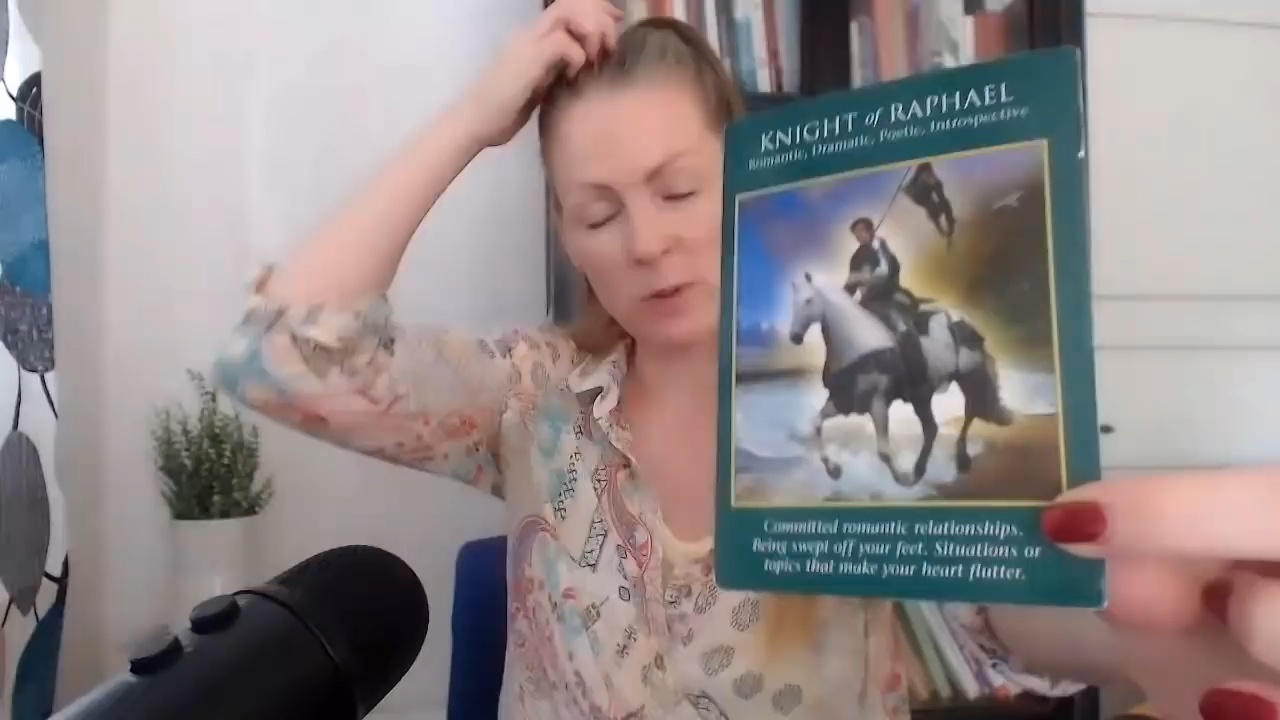 KNIGHT of RAPHAEL
Romantic, Dramatic, Poetic, Introspective
Committed romantic relationships.
Being swept off your feet. Situations or
topics that make your heart flutter.